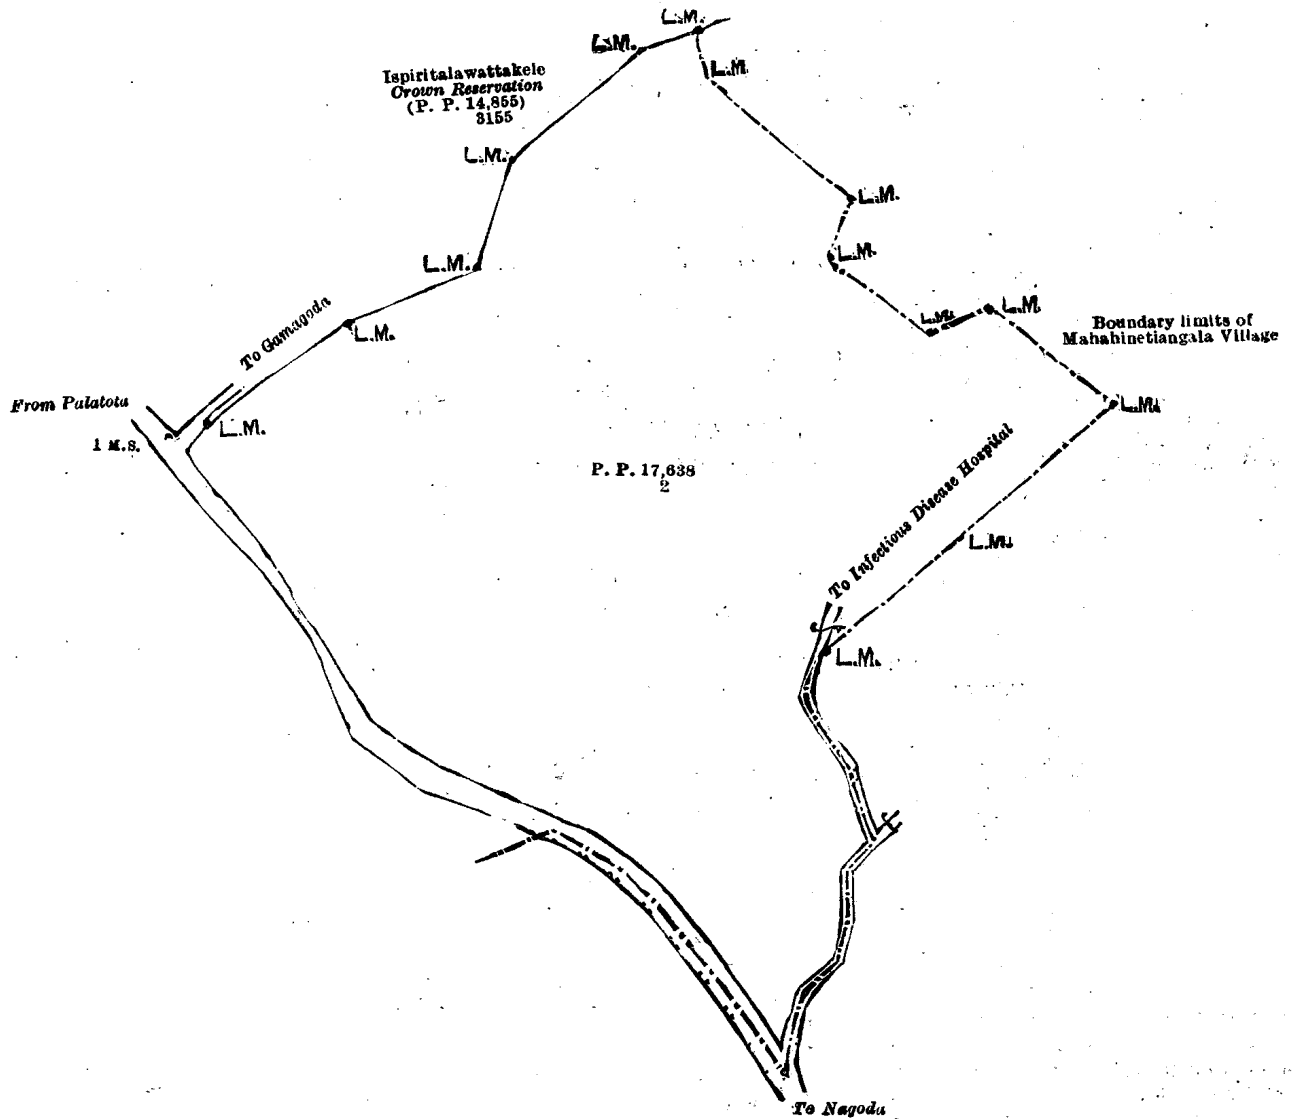 L.M.
L.M.
L.M.
Ispiritalawattakele
Crown Reservation
(P. P. 14,855)
3155
L.M.
L.M.
L.M.
L.M.
L.M.
L.M.
L.M.
To Gamagoda
L.M.
Boundary limits of
Mahahinetiangala Village
From Palatota
L.M.
L.M.
1 M.S.
P. P. 17,638
2
To Infectious Disease Hospital
L.M.
L.M.
To Nagoda